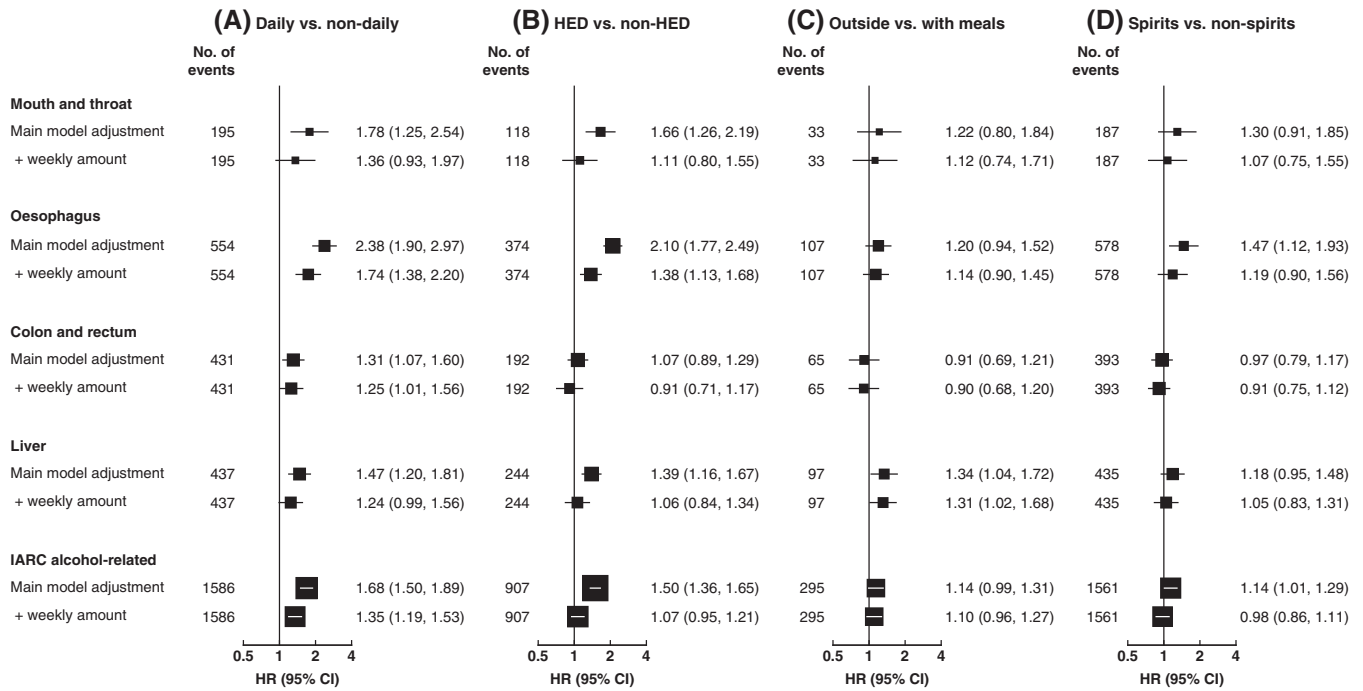 (A) Daily vs. non-daily (B) HED vs. non-HED (C) Outside vs. with meals (D) Spirits vs. non-spirits
No. of No. of No. of No. of
events events events events
Mouth and throat
Main model adjustment 195 1.78 (1.25, 2.54) 118 1.66 (1.26, 2.19) 33 1.22 (0.80, 1.84) 187 1.30 (0.91, 1.85)
+ weekly amount 195 1.36 (0.93, 1.97) 118 1.11 (0.80, 1.55) 33 1.12 (0.74, 1.71) 187 1.07 (0.75, 1.55)
Oesophagus
Main model adjustment 554 2.38 (1.90, 2.97) 374 2.10 (1.77, 2.49) 107 1.20 (0.94, 1.52) 578 1.47 (1.12, 1.93)
+ weekly amount 554 1.74 (1.38, 2.20) 374 1.38 (1.13, 1.68) 107 1.14 (0.90, 1.45) 578 1.19 (0.90, 1.56)
Colon and rectum
Main model adjustment 431 1.31 (1.07, 1.60) 192 1.07 (0.89, 1.29) 65 0.91 (0.69, 1.21) 393 0.97 (0.79, 1.17)
+ weekly amount 431 1.25 (1.01, 1.56) 192 0.91 (0.71, 1.17) 65 0.90 (0.68, 1.20) 393 0.91 (0.75, 1.12)
Liver
Main model adjustment 437 1.47 (1.20, 1.81) 244 1.39 (1.16, 1.67) 97 1.34 (1.04, 1.72) 435 1.18 (0.95, 1.48)
+ weekly amount 437 1.24 (0.99, 1.56) 244 1.06 (0.84, 1.34) 97 1.31 (1.02, 1.68) 435 1.05 (0.83, 1.31)
IARC alcohol-related
Main model adjustment 1586 1.68 (1.50, 1.89) 907 1.50 (1.36, 1.65) 295 1.14 (0.99, 1.31) 1561 1.14 (1.01, 1.29)
+ weekly amount 1586 1.35 (1.19, 1.53) 907 1.07 (0.95, 1.21) 295 1.10 (0.96, 1.27) 1561 0.98 (0.86, 1.11)
0.5 1 2 4 0.5 1 2 4 0.5 1 2 4 0.5 1 2 4
HR (95% CI) HR (95% CI) HR (95% CI) HR (95% CI)